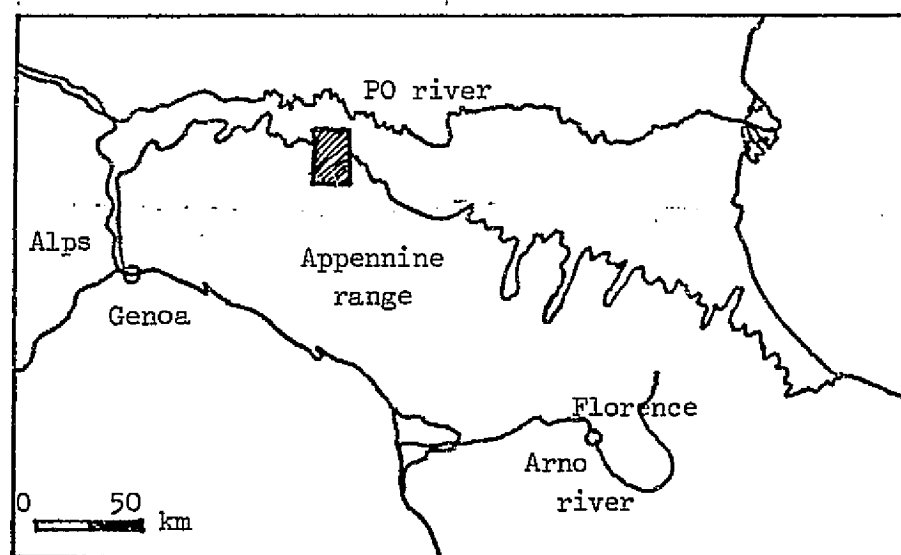 PO river
Alps
Appennine
range
Genoa
Florence
Arno
river
0 50
km